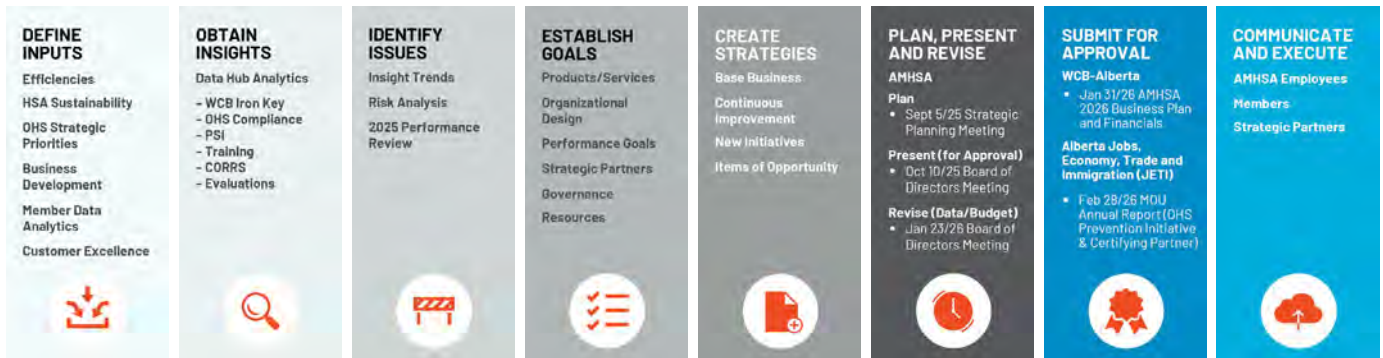 DEFINE
INPUTS
Efficiencies
HSA Sustainability
OHS Strategic
Priorities
Business
Development
Member Data
Analytics
Customer Excellence
OBTAIN
INSIGHTS
Data Hub Analytics
- WCB Iron Key
- OHS Compliance
- PSI
- Training
- CORRS
- Evaluations
IDENTIFY
ISSUES
Insight Trends
Risk Analysis
2025 Performance
Review
ESTABLISH
GOALS
Products/Services
Organizational
Design
Performance Goals
Strategic Partners
Governance
Resources
CREATE
STRATEGIES
Base Business
Continuous
Improvement
New Initiatives
Items of Opportunity
PLAN, PRESENT
AND REVISE
AMHSA
Plan
• Sept 5/25 Strategic
Planning Meeting
Present (for Approval)
• Oct 10/25 Board of
Directors Meeting
Revise (Data/Budget)
• Jan 23/26 Board of
Directors Meeting
SUBMIT FOR
APPROVAL
WCB-Alberta
• Jan 31/26 AMHSA
2026 Business Plan
and Financials
Alberta Jobs,
Economy, Trade and
Immigration (JETI)
• Feb 28/26 MOU
Annual Report (OHS
Prevention Initiative
& Certifying Partner)
COMMUNICATE
AND EXECUTE
AMHSA Employees
Members
Strategic Partners